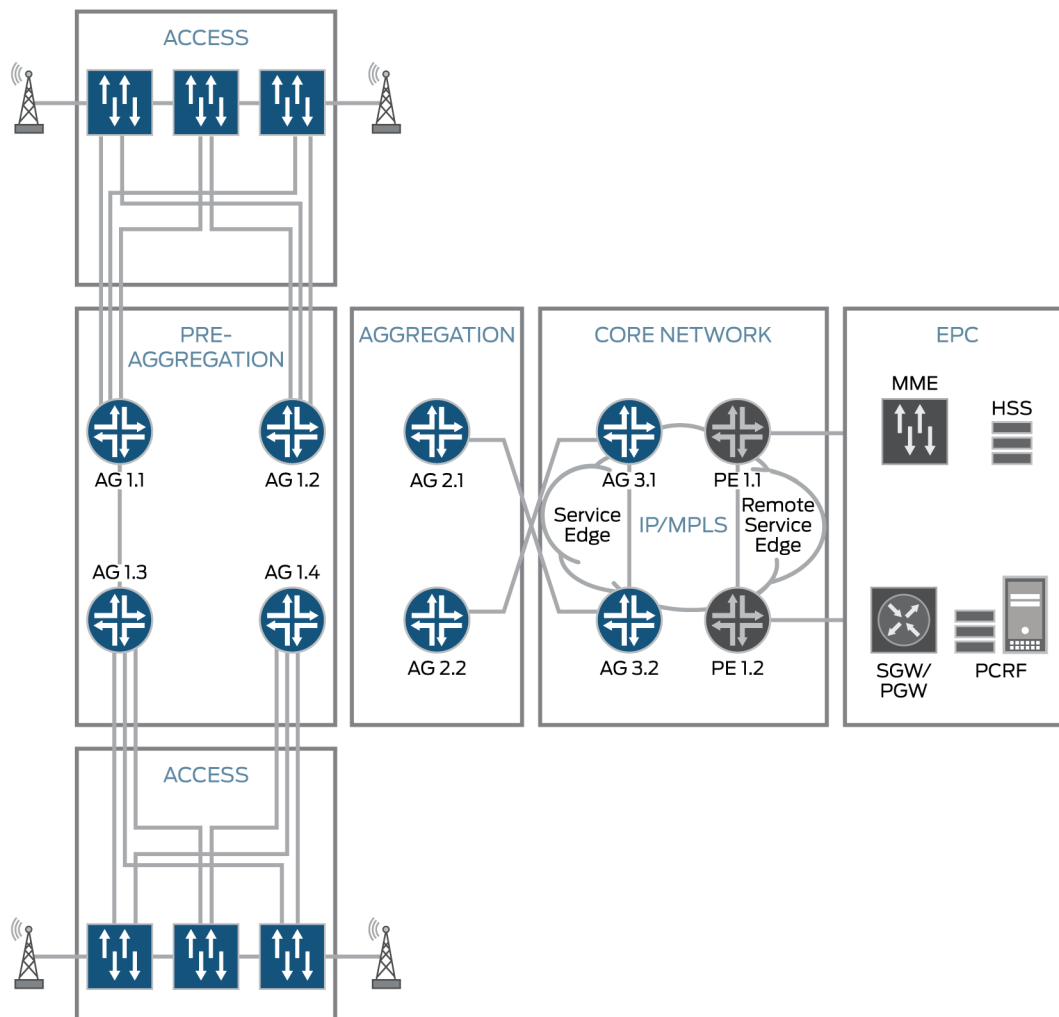 ACCESS
PRE-
AGGREGATION
AGGREGATION
CORE NETWORK
EPC
MME
HSS
AG 1.1
AG 1.2
AG 2.1
AG 3.1
PE 1.1
Service
Edge
IP/MPLS
Remote
Service
Edge
AG 1.3
AG 1.4
AG 2.2
AG 3.2
PE 1.2
SGW/
PGW
PCRF
ACCESS